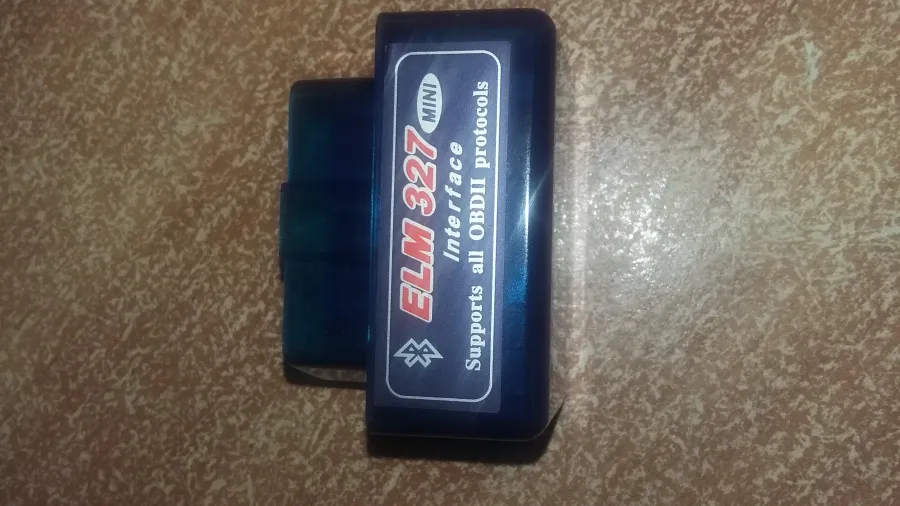 ELM 327 MINI
Interface
Supports all OBDII protocols